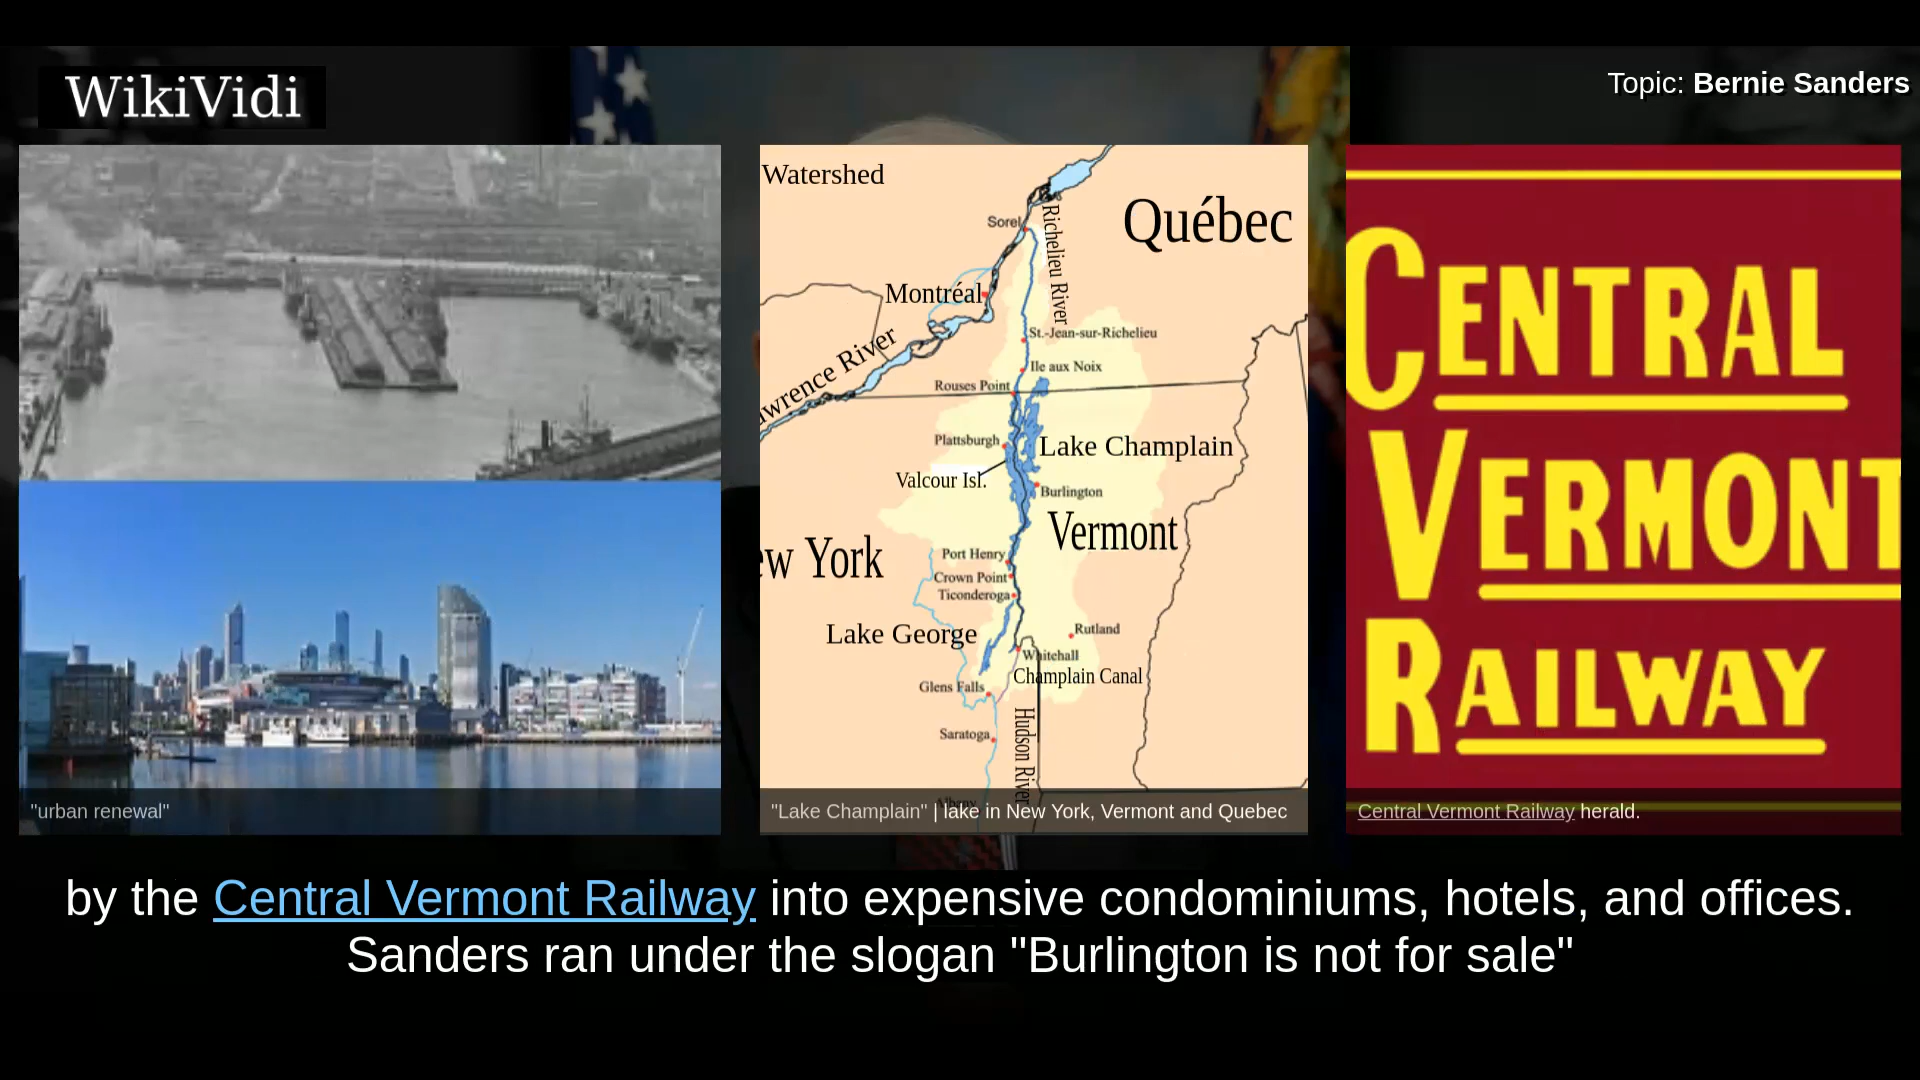 WikiVidi
Topic: Bernie Sanders
Watershed
Québec
Sorel
Richelieu River
Montréal
St.-Jean-sur-Richelieu
awrence River
Ile aux Noix
Rouses Point
Plattsburgh
Lake Champlain
Valcour Isl.
Burlington
Vermont
ew York
Port Henry
Crown Point
Ticonderoga
Rutland
Lake George
Whitehall
Champlain Canal
Glens Falls
Hudson River
Saratoga
Albany
CENTRAL
VERMONT
RAILWAY
"urban renewal"
"Lake Champlain" | lake in New York, Vermont and Quebec
Central Vermont Railway herald.
by the Central Vermont Railway into expensive condominiums, hotels, and offices.
Sanders ran under the slogan "Burlington is not for sale"